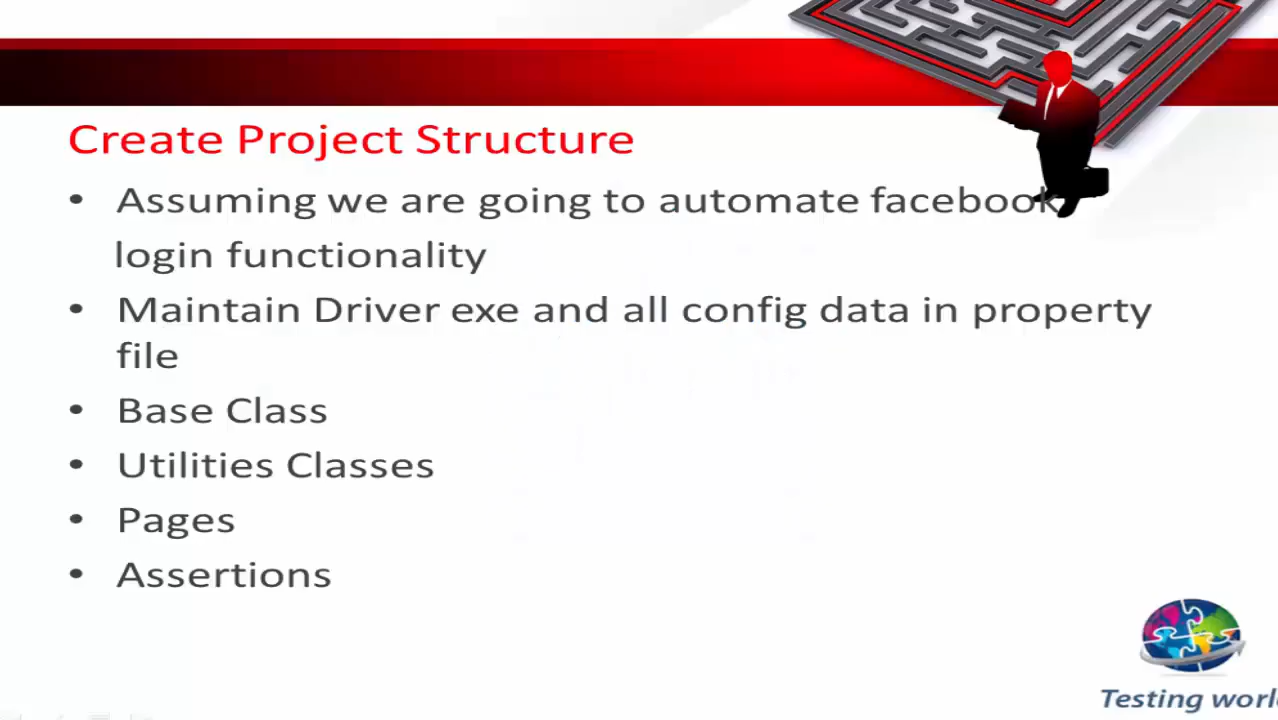 Create Project Structure
• Assuming we are going to automate facebook
login functionality
• Maintain Driver exe and all config data in property
file
• Base Class
• Utilities Classes
• Pages
• Assertions
Testing worl